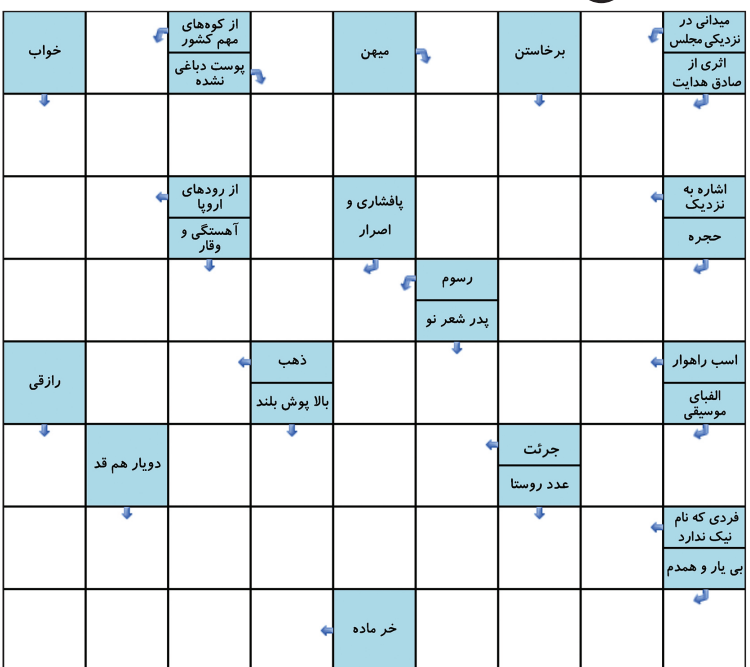 میدانی در
نزدیکی مجلس
اثری از
صادق هدایت
برخاستن
میهن
از کوه‌های
مهم کشور
پوست دباغی
نشده
خواب
اشاره به
نزدیک
حجره
پافشاری و
اصرار
از رودهای
اروپا
آهستگی و
وقار
رسوم
پدر شعر نو
اسب راهوار
الفبای
موسیقی
ذهب
بالا پوش بلند
رازقی
جرئت
عدد روستا
دویار هم قد
فردی که نام
نیک ندارد
بی یار و همدم
خر ماده